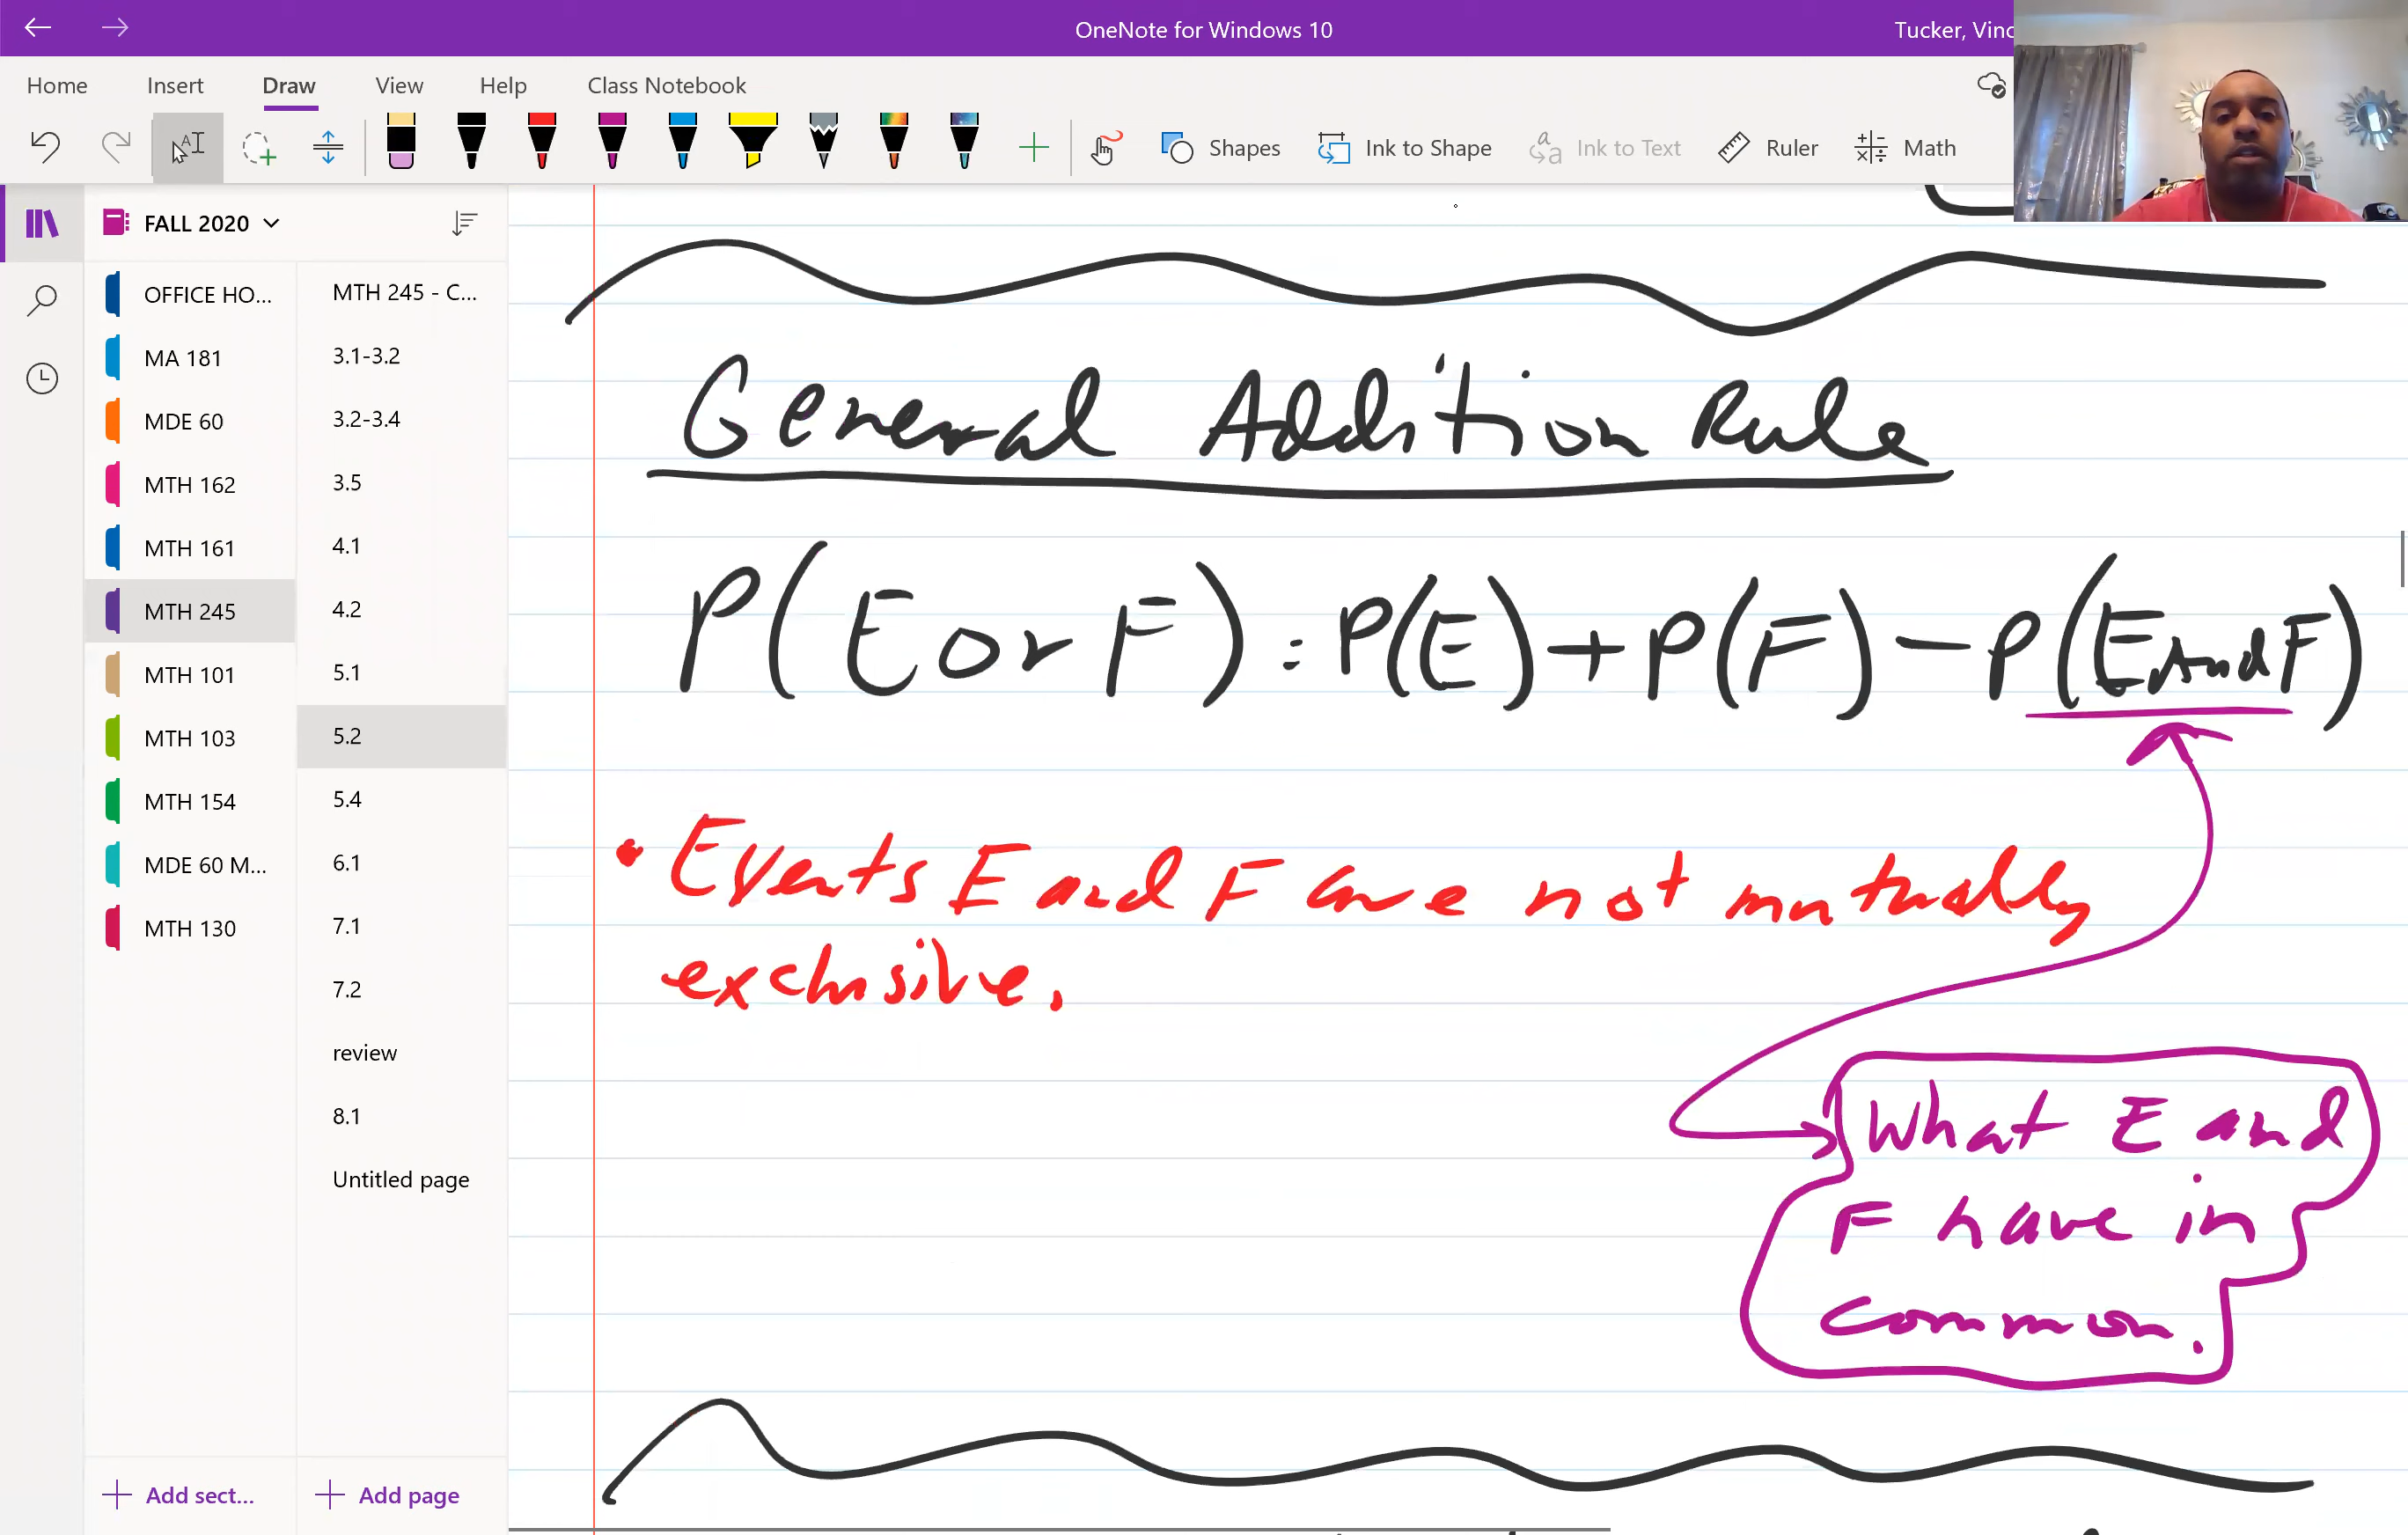 OneNote for Windows 10
Tucker, Vinc
Home Insert Draw View Help Class Notebook
Shapes Ink to Shape Ink to Text Ruler Math
FALL 2020
OFFICE HO...
MA 181
MDE 60
MTH 162
MTH 161
MTH 245
MTH 101
MTH 103
MTH 154
MDE 60 M...
MTH 130
Add sect...
MTH 245 - C...
3.1-3.2
3.2-3.4
3.5
4.1
4.2
5.1
5.2
5.4
6.1
7.1
7.2
review
8.1
Untitled page
Add page
General Addition Rule
P(E or F) = P(E) + P(F) - P(E And F)
• Events E and F are not mutually
exclusive.
What E and
F have in
common.